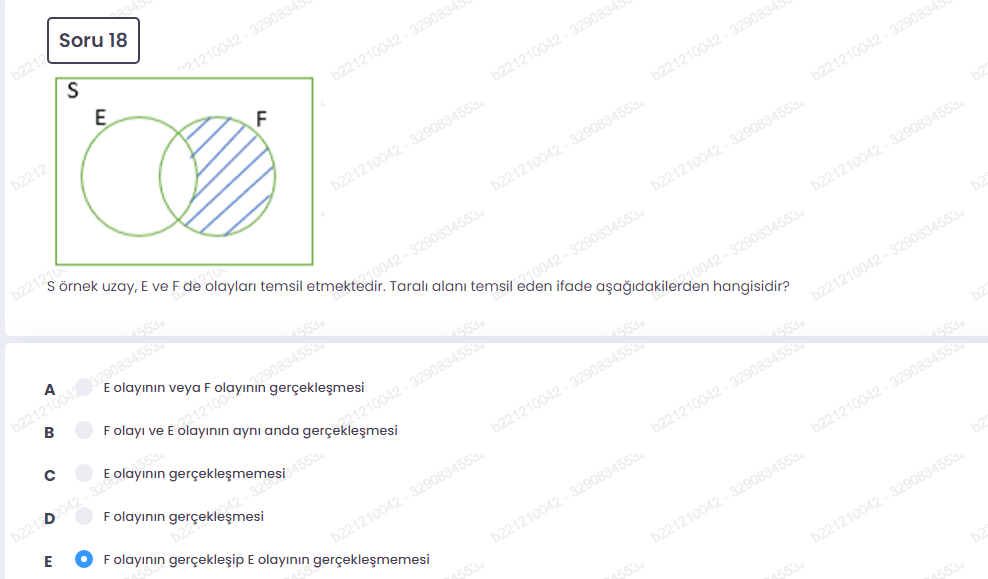 Soru 18
S
E
F
S örnek uzay, E ve F de olayları temsil etmektedir. Taralı alanı temsil eden ifade aşağıdakilerden hangisidir?
A E olayının veya F olayının gerçekleşmesi
B F olayı ve E olayının aynı anda gerçekleşmesi
C E olayının gerçekleşmemesi
D F olayının gerçekleşmesi
E F olayının gerçekleşip E olayının gerçekleşmemesi